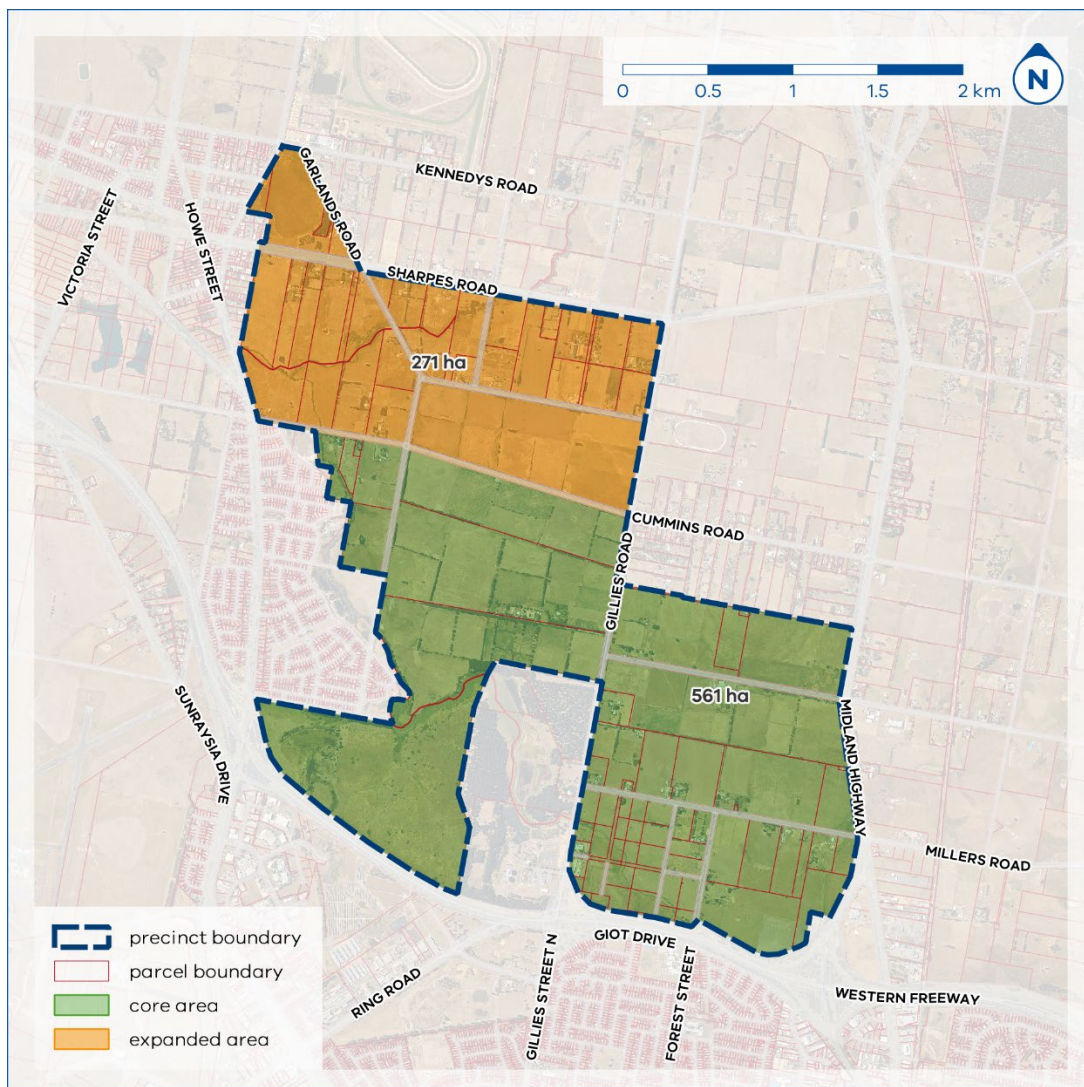 0 0.5 1 1.5 2 km
N
KENNEDYS ROAD
GARLANDS ROAD
VICTORIA STREET
HOWE STREET
SHARPES ROAD
271 ha
CUMMINS ROAD
GILLIES ROAD
561 ha
SUNRAYSIA DRIVE
MIDLAND HIGHWAY
MILLERS ROAD
GIOT DRIVE
RING ROAD
GILLIES STREET N
FOREST STREET
WESTERN FREEWAY
precinct boundary
parcel boundary
core area
expanded area